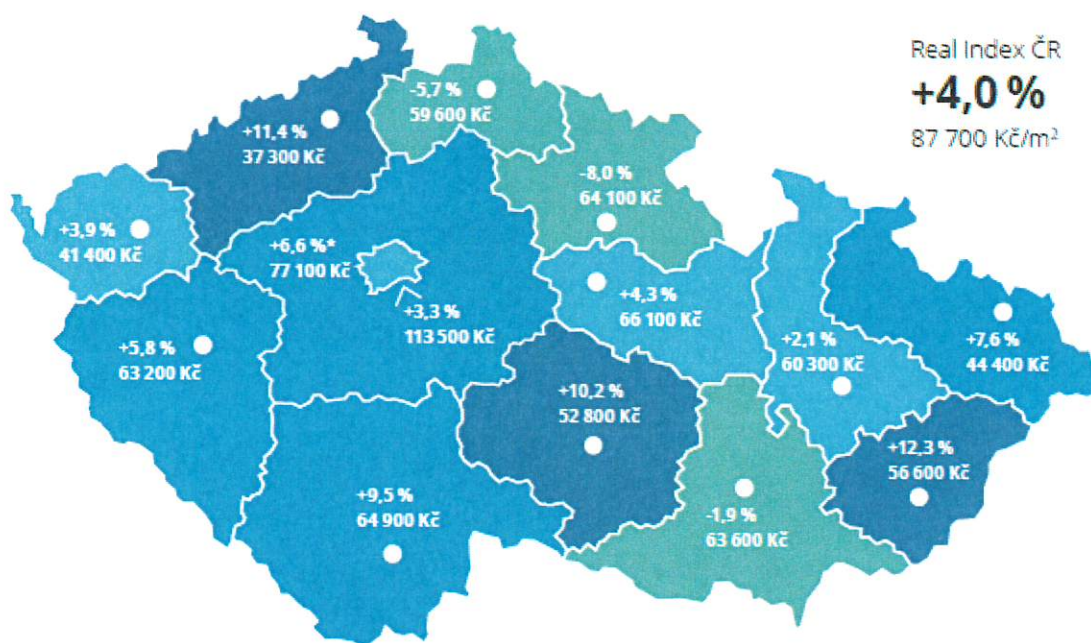 Real Index ČR
+4,0 %
87 700 Kč/m²
-5,7 %
59 600 Kč
+11,4 %
37 300 Kč
-8,0 %
64 100 Kč
+3,9 %
41 400 Kč
+6,6 %*
77 100 Kč
+3,3 %
113 500 Kč
+4,3 %
66 100 Kč
+2,1 %
60 300 Kč
+7,6 %
44 400 Kč
+5,8 %
63 200 Kč
+10,2 %
52 800 Kč
+12,3 %
56 600 Kč
+9,5 %
64 900 Kč
-1,9 %
63 600 Kč